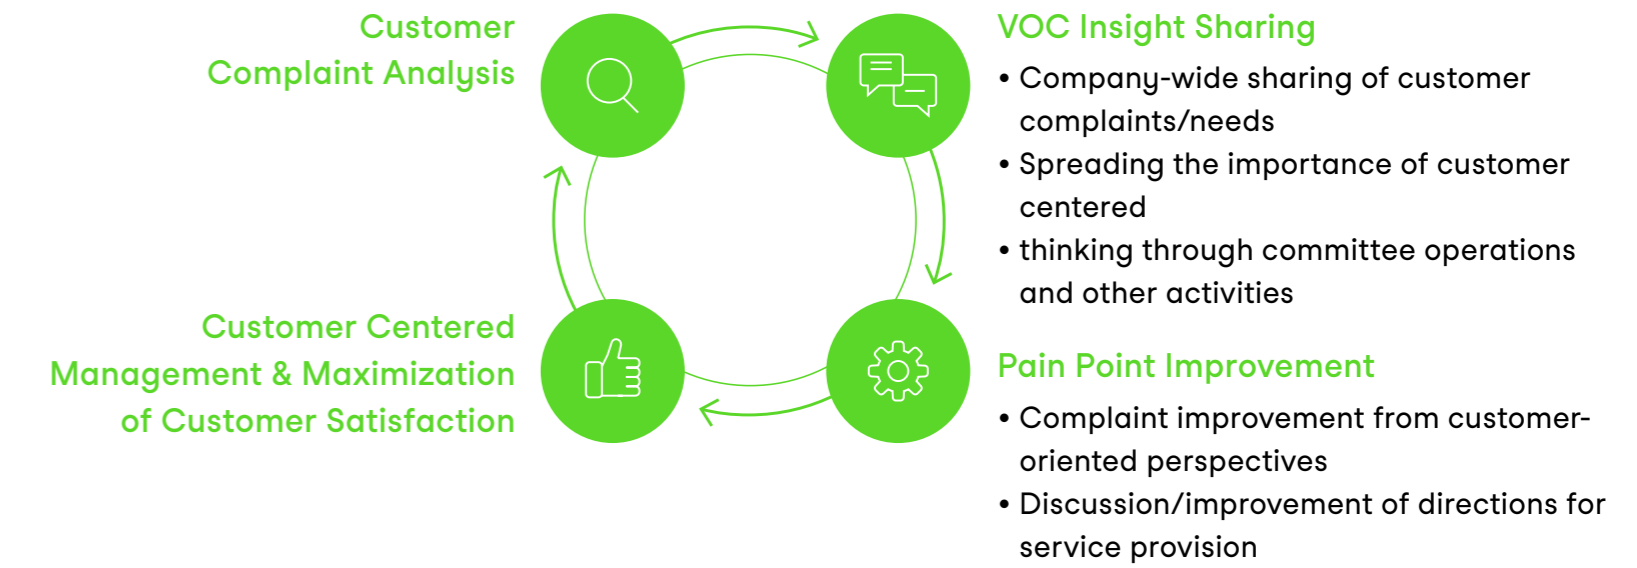 Customer
Complaint Analysis
VOC Insight Sharing
• Company-wide sharing of customer
complaints/needs
• Spreading the importance of customer
centered
• thinking through committee operations
and other activities
Customer Centered
Management & Maximization
of Customer Satisfaction
Pain Point Improvement
• Complaint improvement from customer-
oriented perspectives
• Discussion/improvement of directions for
service provision